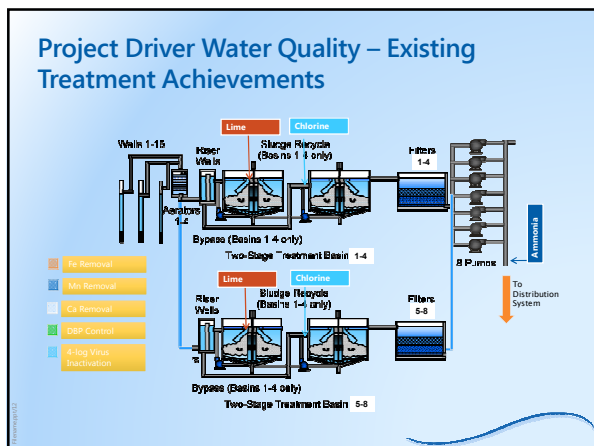 Project Driver Water Quality – Existing
Treatment Achievements
Lime
Chlorine
Wells 1-15
Riser
Wells
Sludge Recycle
(Basins 1-4 only)
Filters
1-4
Aerators
1-4
Bypass (Basins 1-4 only)
Two-Stage Treatment Basin 1-4
8 Pumps
Ammonia
To
Distribution
System
Fe Removal
Mn Removal
Ca Removal
DBP Control
4-log Virus
Inactivation
Lime
Chlorine
Riser
Wells
Sludge Recycle
(Basins 1-4 only)
Filters
5-8
Bypass (Basins 1-4 only)
Two-Stage Treatment Basin 5-8